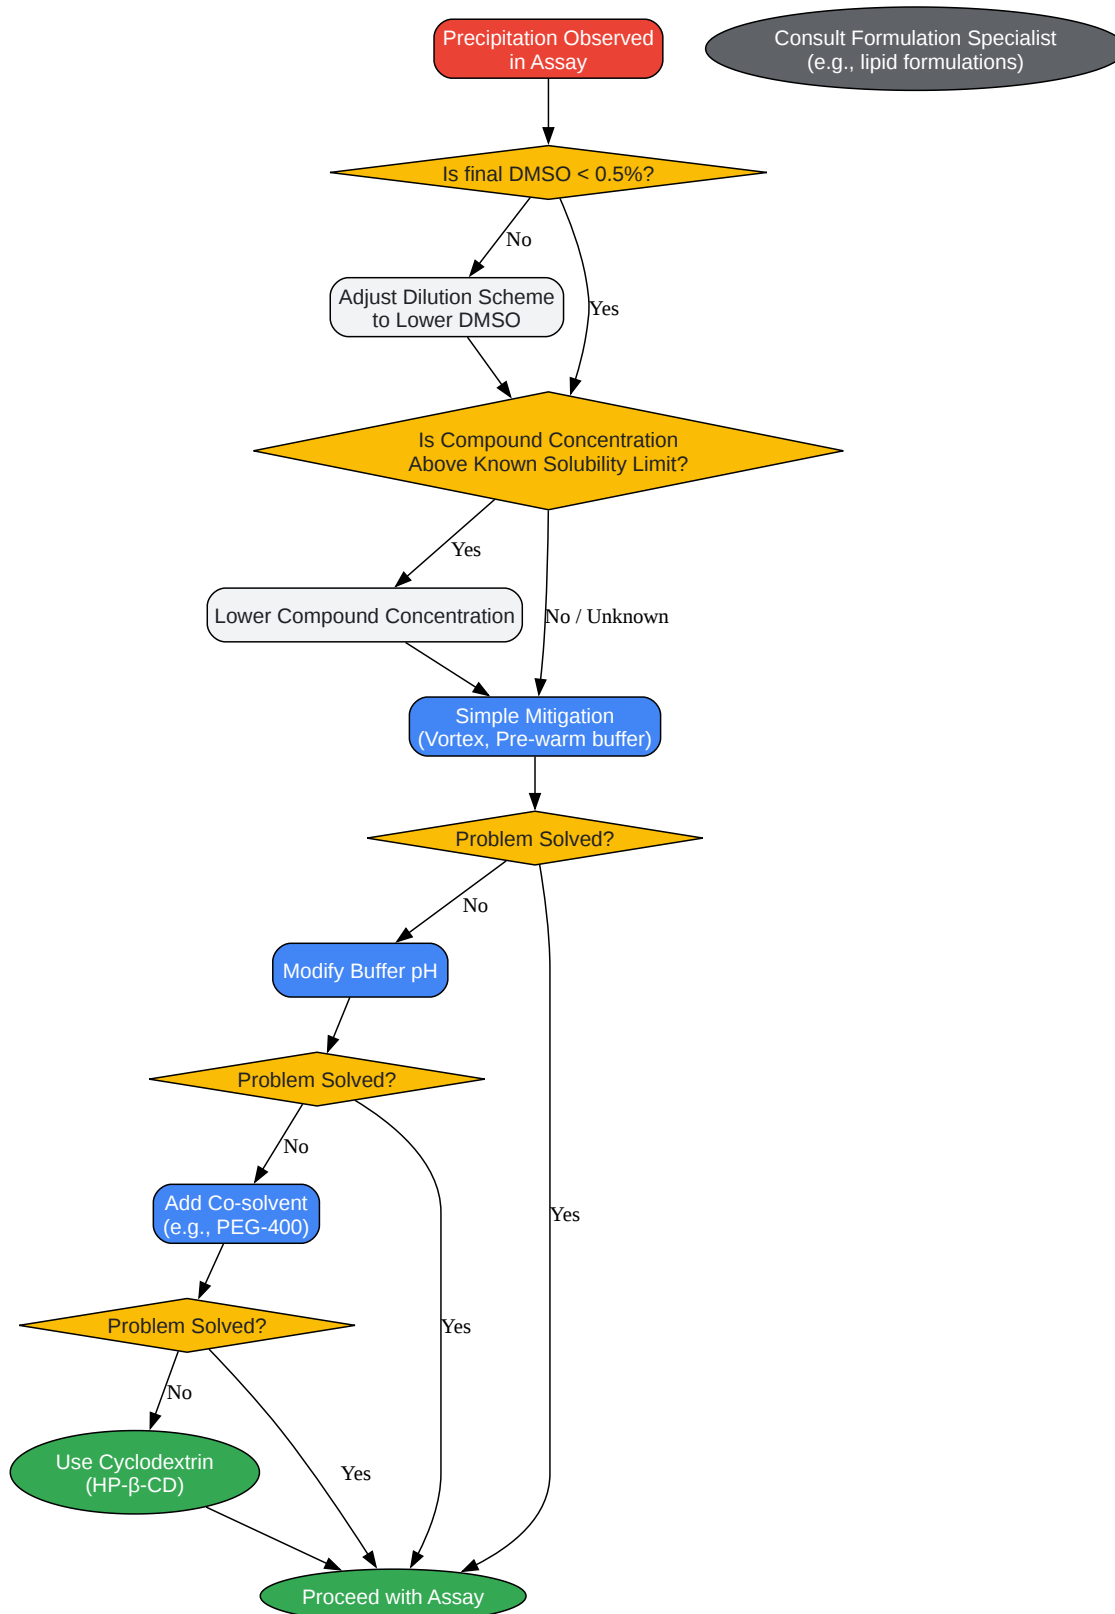 Precipitation Observed
in Assay
Consult Formulation Specialist
(e.g., lipid formulations)
Is final DMSO < 0.5%?
No
Adjust Dilution Scheme
to Lower DMSO
Yes
Is Compound Concentration
Above Known Solubility Limit?
Yes
Lower Compound Concentration
No / Unknown
Simple Mitigation
(Vortex, Pre-warm buffer)
Problem Solved?
No
Modify Buffer pH
Problem Solved?
No
Add Co-solvent
(e.g., PEG-400)
Yes
Problem Solved?
Yes
No
Use Cyclodextrin
(HP-β-CD)
Yes
Proceed with Assay